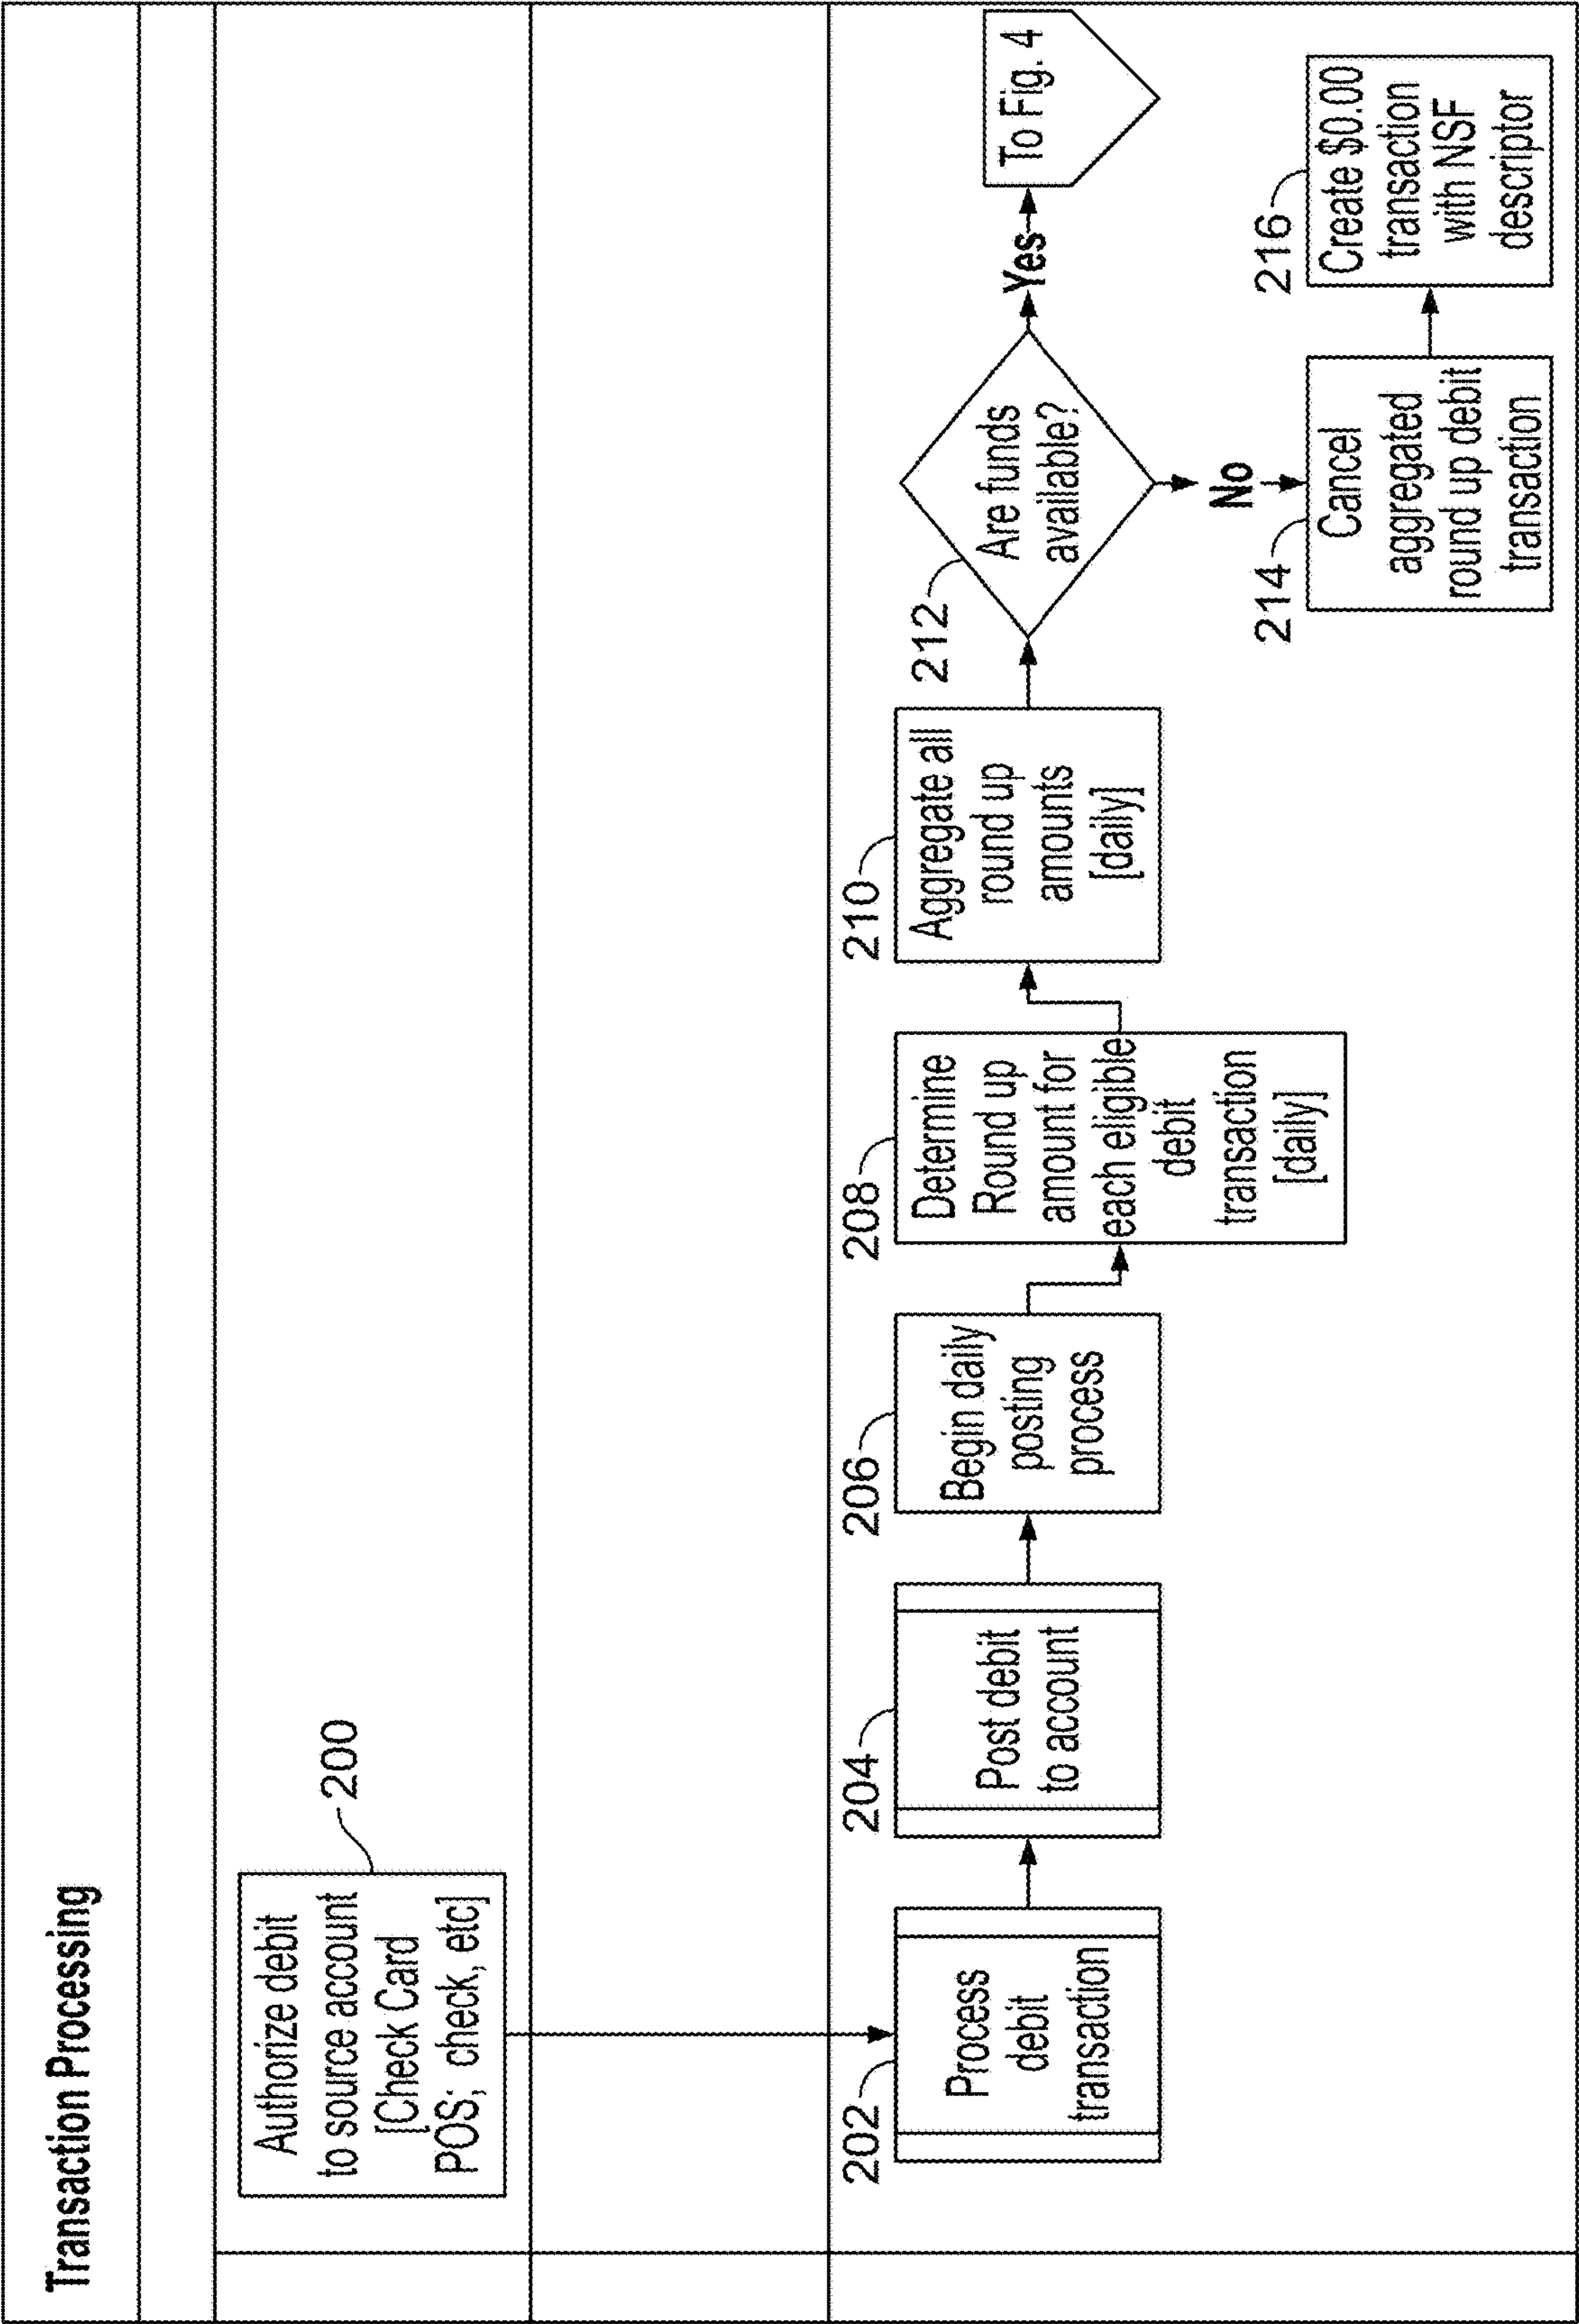 Transaction Processing
200
Authorize debit
to source account
[Check Card
POS; check, etc]
202
Process
debit
transaction
204
Post debit
to account
206
Begin daily
posting
process
208
Determine
Round up
amount for
each eligible
debit
transaction
[daily]
210
Aggregate all
round up
amounts
[daily]
212
Are funds
available?
Yes
To Fig. 4
No
214
Cancel
aggregated
round up debit
transaction
216
Create $0.00
transaction
with NSF
descriptor